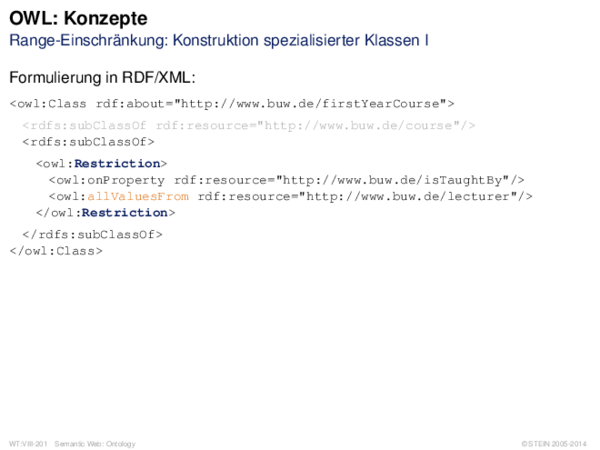 OWL: Konzepte
Range-Einschränkung: Konstruktion spezialisierter Klassen I
Formulierung in RDF/XML:
<owl:Class rdf:about="http://www.buw.de/firstYearCourse">
<rdfs:subClassOf rdf:resource="http://www.buw.de/course"/>
<rdfs:subClassOf>
<owl:Restriction>
<owl:onProperty rdf:resource="http://www.buw.de/isTaughtBy"/>
<owl:allValuesFrom rdf:resource="http://www.buw.de/lecturer"/>
</owl:Restriction>
</rdfs:subClassOf>
</owl:Class>
WT:VIII-201 Semantic Web: Ontology © STEIN 2005-2014